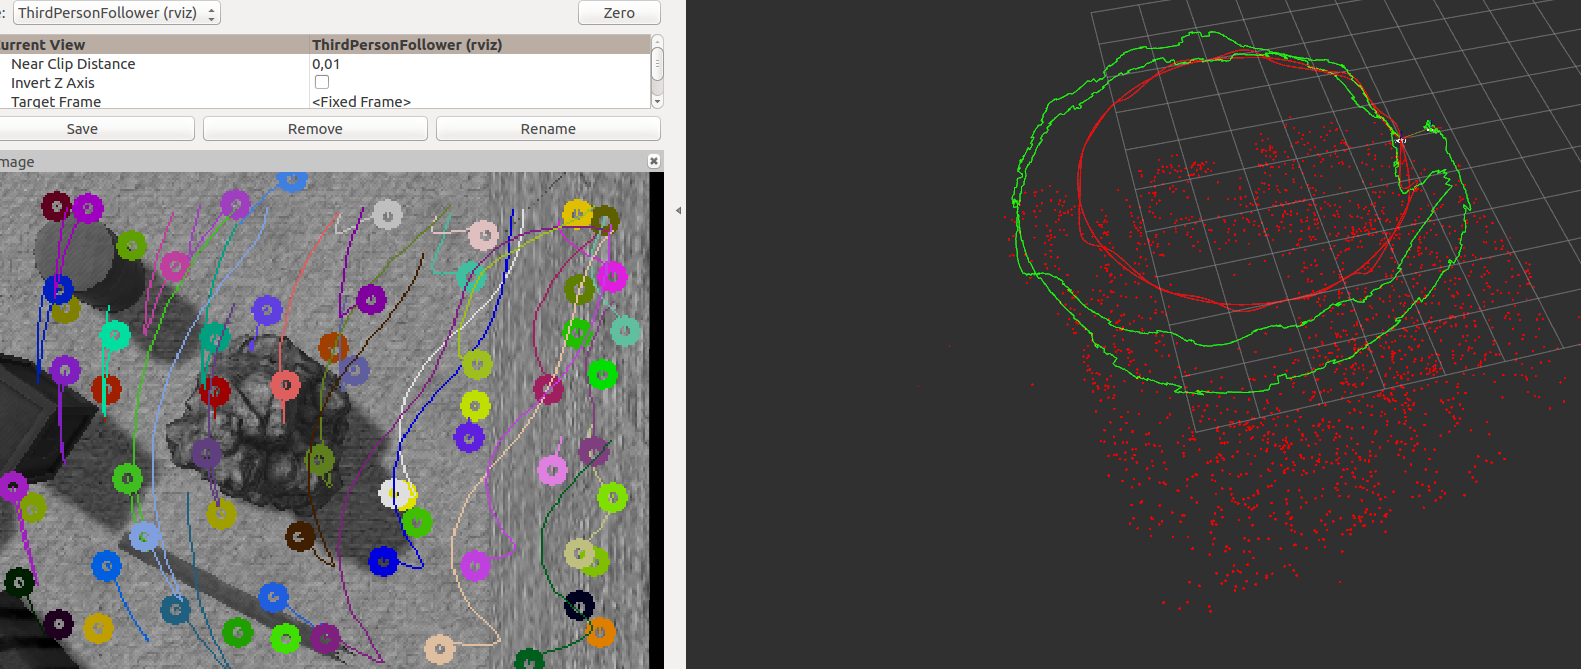 : ThirdPersonFollower (rviz) Zero
urrent View ThirdPersonFollower (rviz)
Near Clip Distance 0,01
Invert Z Axis
Target Frame <Fixed Frame>
Save Remove Rename
mage